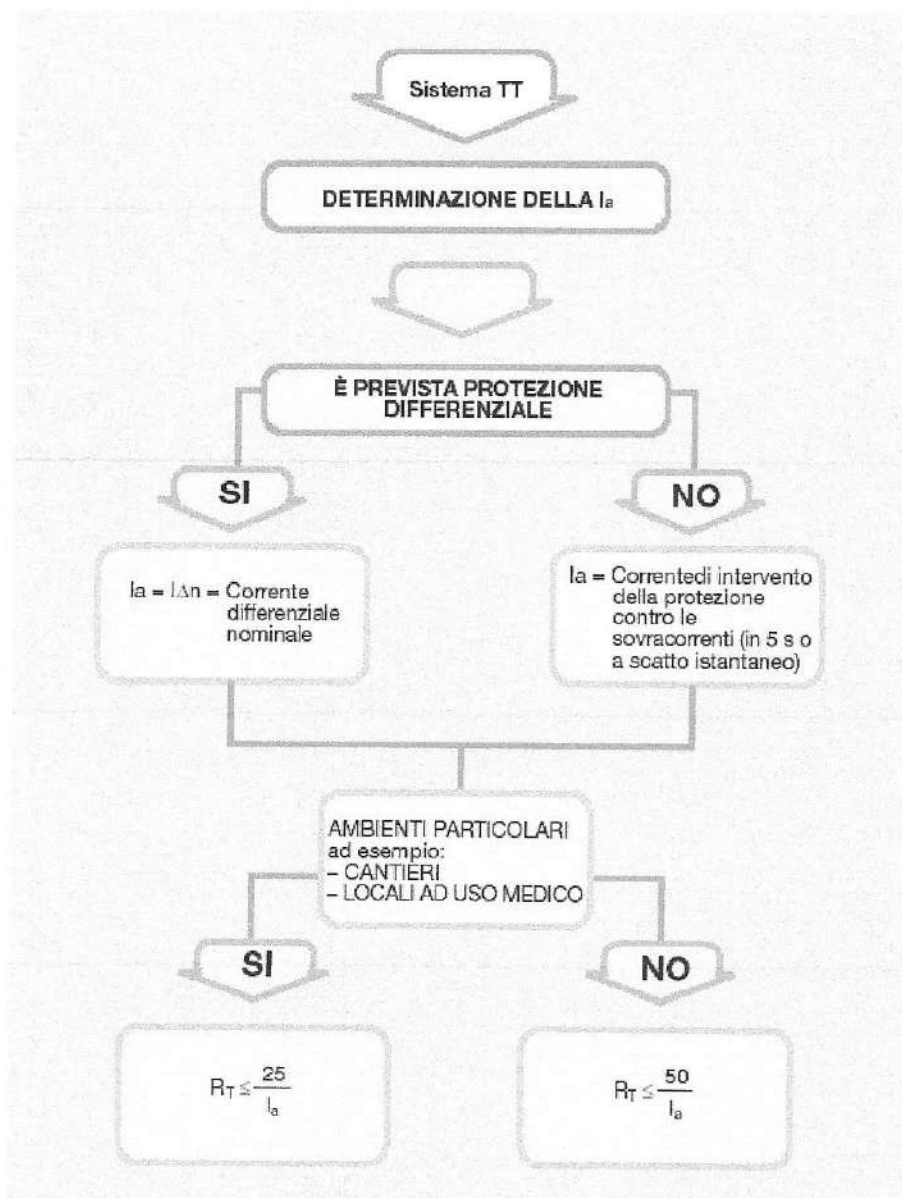 Sistema TT
DETERMINAZIONE DELLA Ia
È PREVISTA PROTEZIONE
DIFFERENZIALE
SI
NO
Ia = I∆n = Corrente
differenziale
nominale
Ia = Correntedi intervento
della protezione
contro le
sovracorrenti (in 5 s o
a scatto istantaneo)
AMBIENTI PARTICOLARI
ad esempio:
– CANTIERI
– LOCALI AD USO MEDICO
SI
NO
RT ≤ 25
Ia
RT ≤ 50
Ia